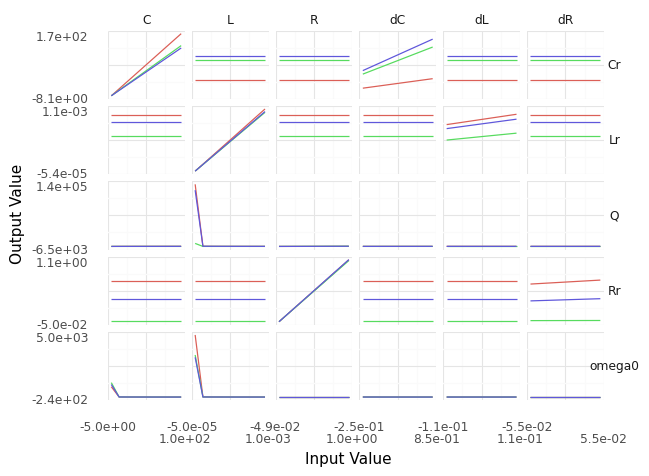 C L R dC dL dR
1.7e+02
Cr
-8.1e+00
1.1e-03
Lr
-5.4e-05
1.4e+05
Q
-6.5e+03
1.1e+00
Rr
-5.0e-02
5.0e+03
omega0
-2.4e+02
-5.0e+00 -5.0e-05 -4.9e-02 -2.5e-01 -1.1e-01 -5.5e-02
1.0e+02 1.0e-03 1.0e+00 8.5e-01 1.1e-01 5.5e-02
Input Value
Output Value